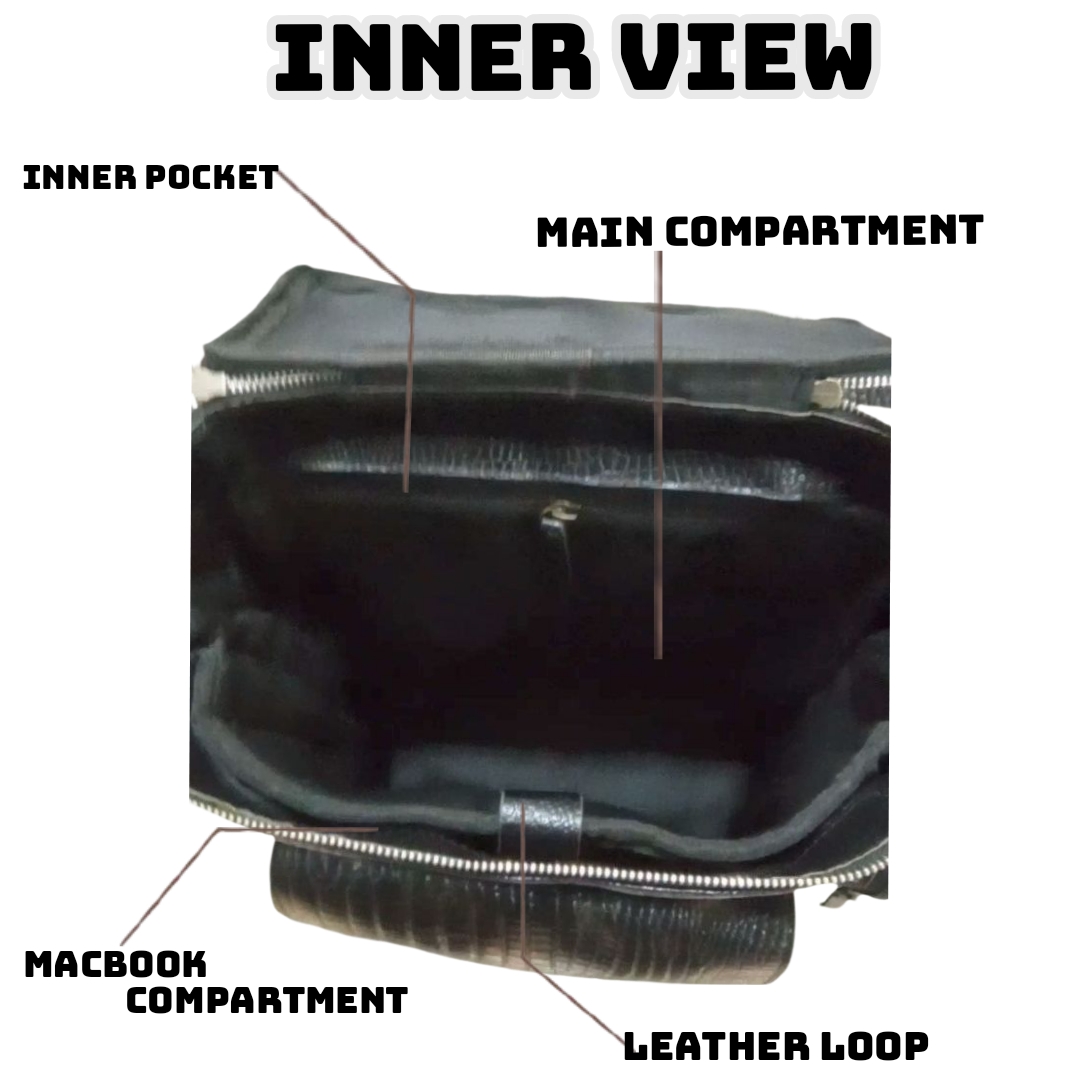 INNER VIEW
INNER POCKET
MAIN COMPARTMENT
MACBOOK
COMPARTMENT
LEATHER LOOP